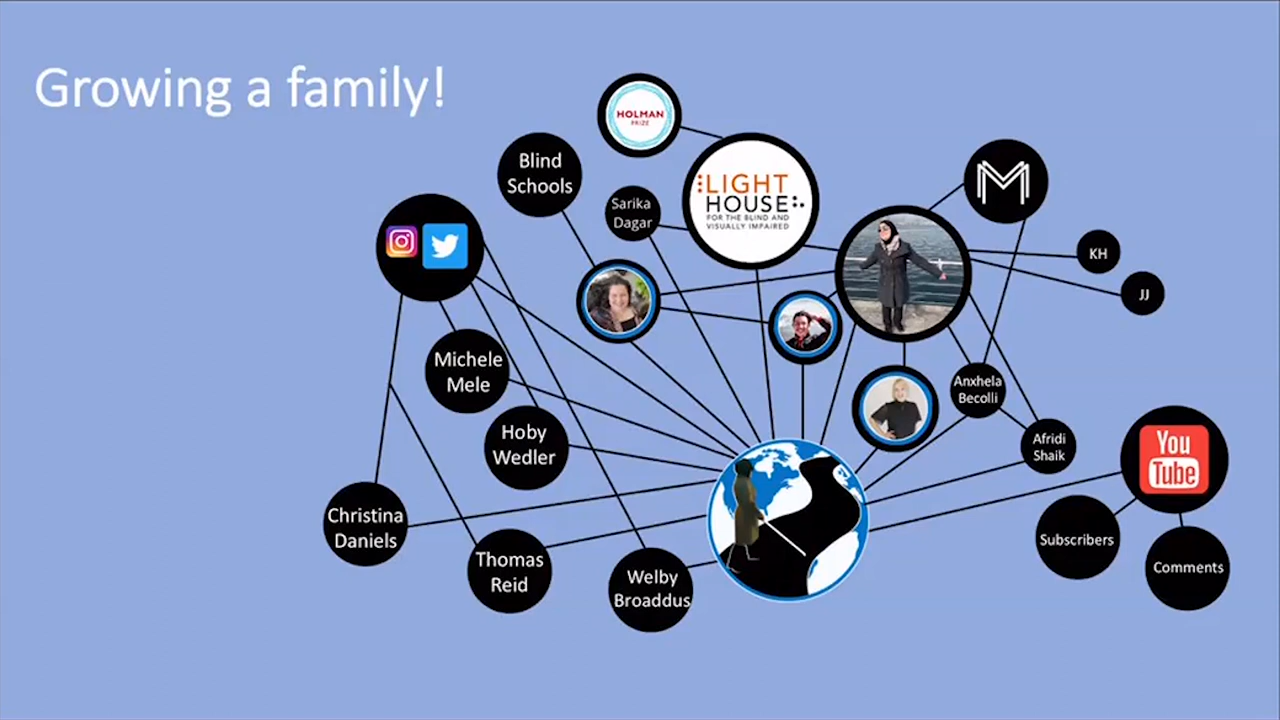 Growing a family!
HOLMAN
PRIZE
Blind
Schools
Sarika
Dagar
LIGHT
HOUSE
FOR THE BLIND AND
VISUALLY IMPAIRED
M
KH
JJ
Michele
Mele
Anxhela
Becolli
Hoby
Wedler
Afridi
Shaik
You
Tube
Christina
Daniels
Subscribers
Comments
Thomas
Reid
Welby
Broaddus